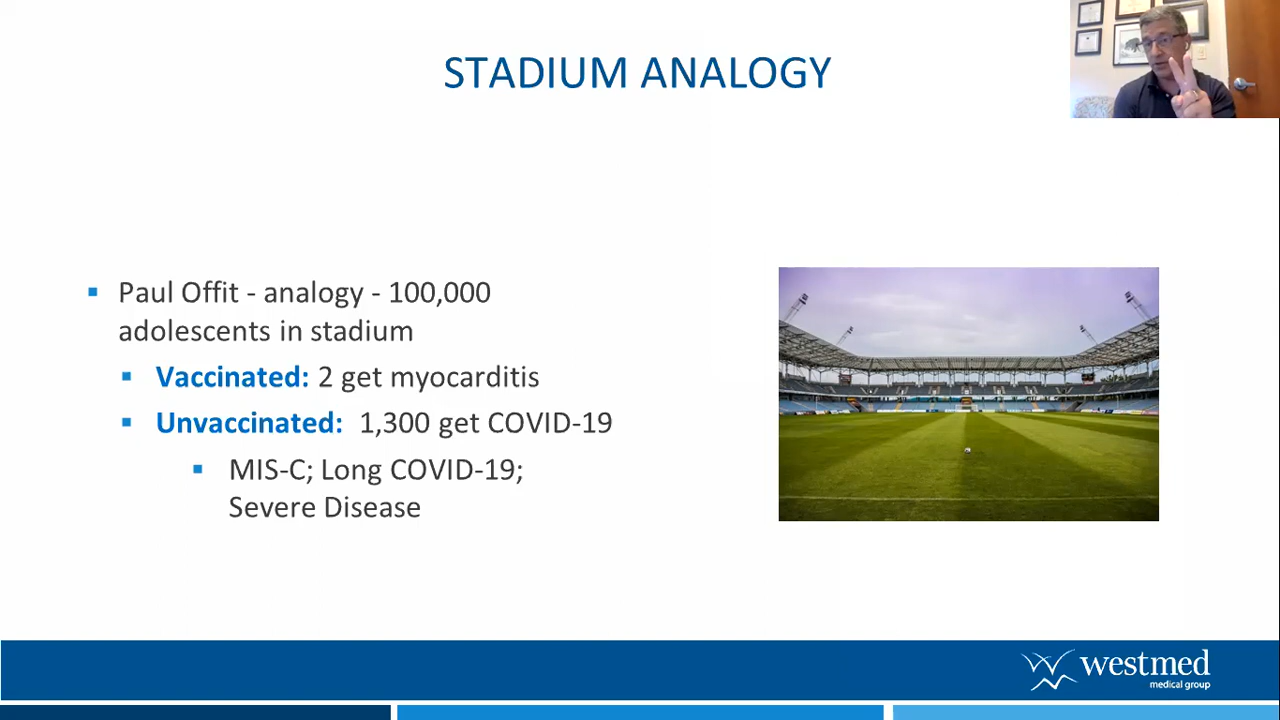 STADIUM ANALOGY
Paul Offit - analogy - 100,000
adolescents in stadium
Vaccinated: 2 get myocarditis
Unvaccinated: 1,300 get COVID-19
MIS-C; Long COVID-19;
Severe Disease
westmed
medical group